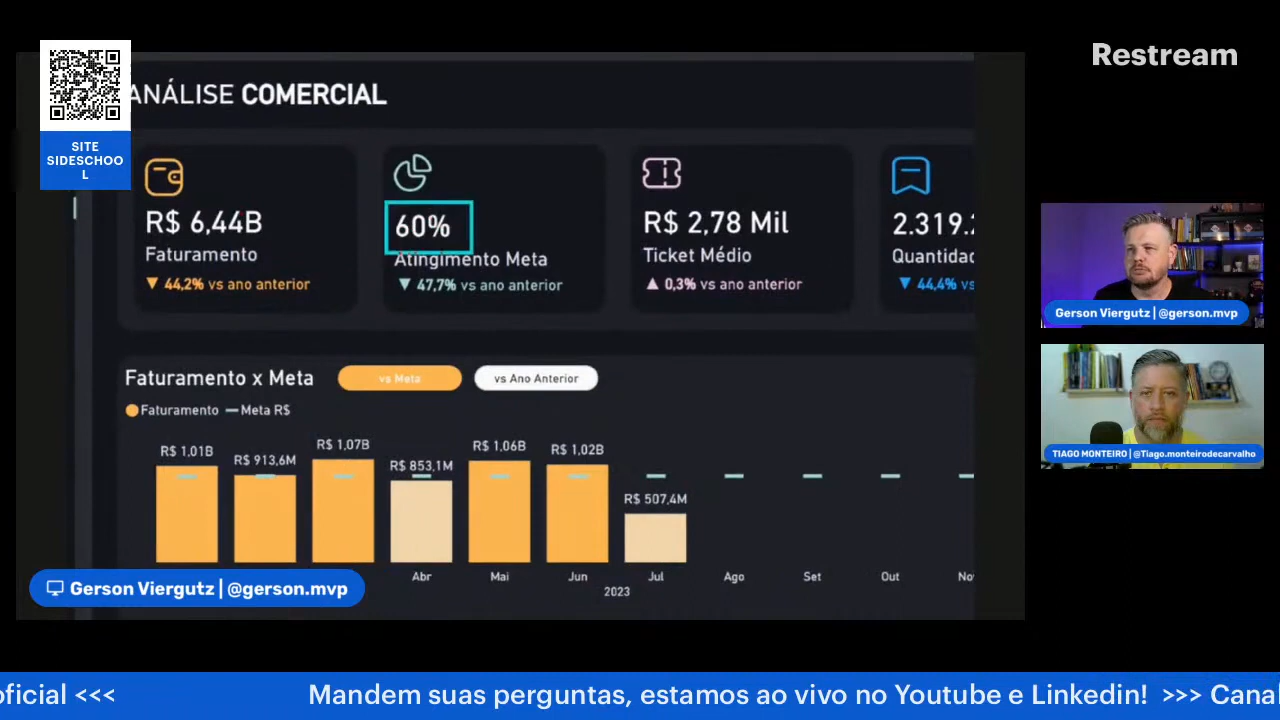 Restream
SITE
SIDESCHOO
L
ANÁLISE COMERCIAL
R$ 6,44B
Faturamento
▼ 44,2% vs ano anterior
60%
Atingimento Meta
▼ 47,7% vs ano anterior
R$ 2,78 Mil
Ticket Médio
▲ 0,3% vs ano anterior
2.319.2
Quantidad
▼ 44,4% vs
Faturamento x Meta
vs Meta
vs Ano Anterior
Faturamento
Meta R$
R$ 1,01B
R$ 913,6M
R$ 1,07B
R$ 853,1M
R$ 1,06B
R$ 1,02B
R$ 507,4M
Abr
Mai
Jun
Jul
Ago
Set
Out
No
2023
Gerson Viergutz | @gerson.mvp
Gerson Viergutz | @gerson.mvp
TIAGO MONTEIRO | @Tiago.monteirodecarvalho
oficial <<<
Mandem suas perguntas, estamos ao vivo no Youtube e Linkedin! >>> Cana